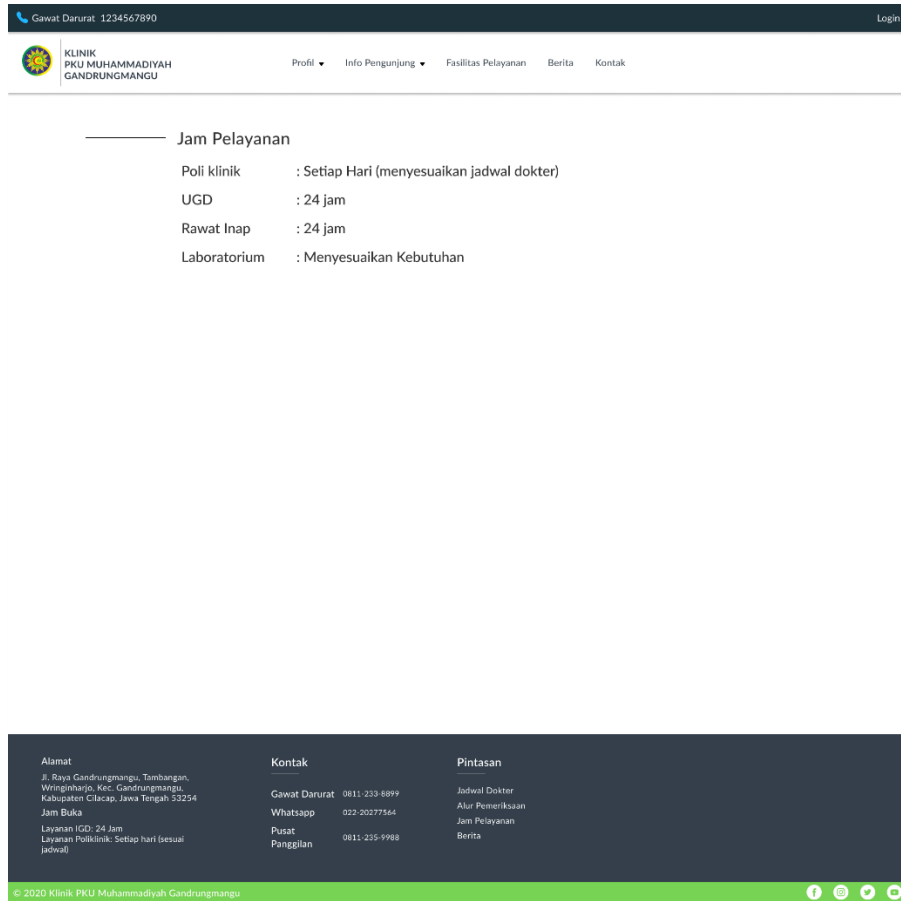 Gawat Darurat 1234567890
Login
KLINIK
PKU MUHAMMADIYAH
GANDRUNGMANGU
Profil
Info Pengunjung
Fasilitas Pelayanan
Berita
Kontak
Jam Pelayanan
Poli klinik : Setiap Hari (menyesuaikan jadwal dokter)
UGD : 24 jam
Rawat Inap : 24 jam
Laboratorium : Menyesuaikan Kebutuhan
Alamat
Jl. Raya Gandrungmangu, Tambangan,
Wringinharjo, Kec. Gandrungmangu,
Kabupaten Cilacap, Jawa Tengah 53254
Jam Buka
Layanan IGD: 24 Jam
Layanan Poliklinik: Setiap hari (sesuai
jadwal)
Kontak
Gawat Darurat 0811-233-8899
Whatsapp 022-20277564
Pusat
Panggilan 0811-235-9988
Pintasan
Jadwal Dokter
Alur Pemeriksaan
Jam Pelayanan
Berita
© 2020 Klinik PKU Muhammadiyah Gandrungmangu